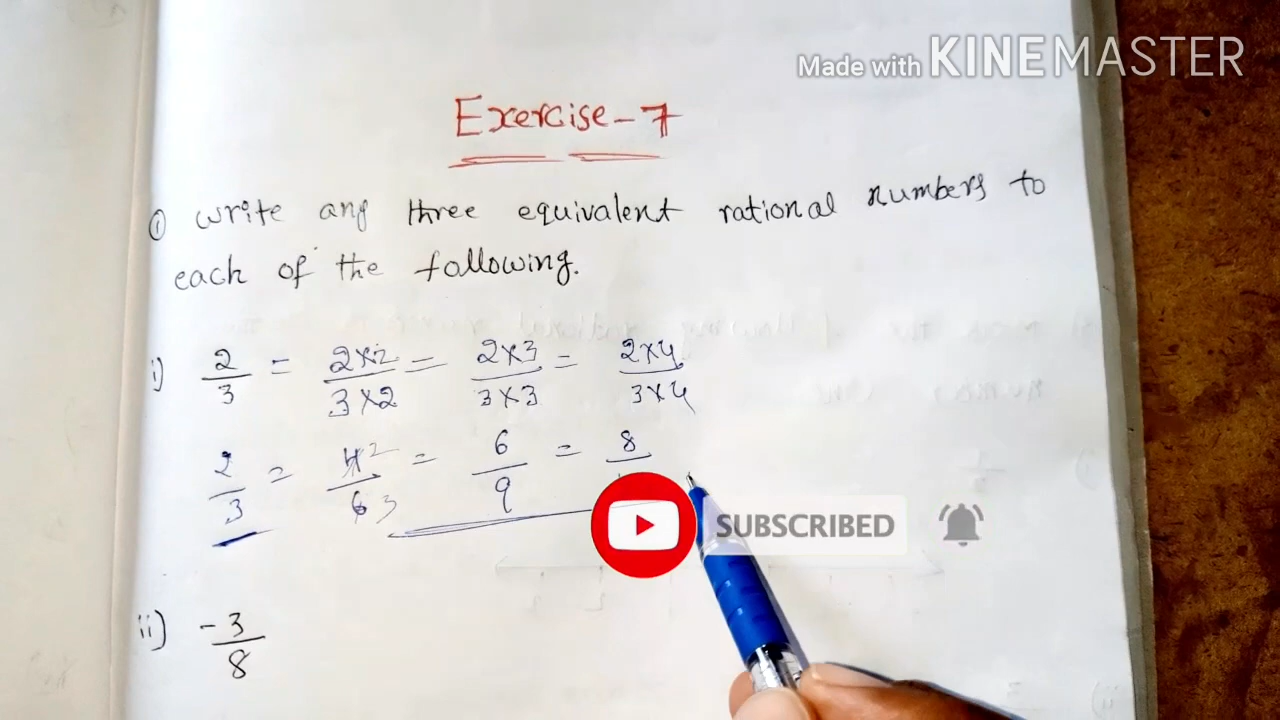 Made with KINEMASTER
Exercise-7
① write any three equivalent rational numbers to
each of the following.
i) 2/3 = 2×2/3×2 = 2×3/3×3 = 2×4/3×4
2/3 = 4 2/6 3 = 6/9 = 8/
SUBSCRIBED
ii) -3/8